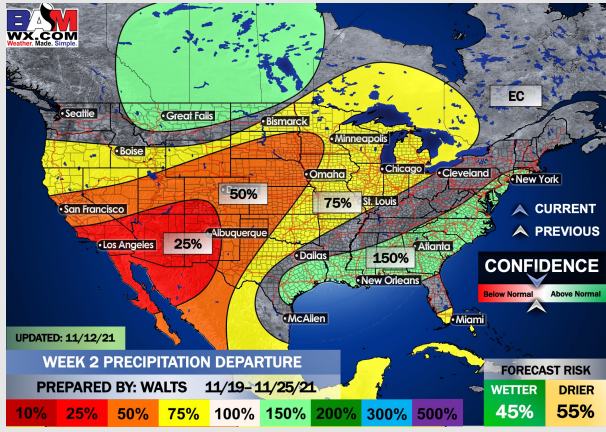 BAM
WX.COM
Weather. Made. Simple.
EC
Seattle
Great Falls
Bismarck
Minneapolis
Boise
Chicago
Cleveland
New York
Omaha
50%
75%
St. Louis
San Francisco
CURRENT
PREVIOUS
Los Angeles
25%
Albuquerque
Dallas
150%
Atlanta
New Orleans
CONFIDENCE
Below Normal
Above Normal
McAllen
Miami
UPDATED: 11/12/21
WEEK 2 PRECIPITATION DEPARTURE
PREPARED BY: WALTS 11/19– 11/25/21
FORECAST RISK
WETTER
45%
DRIER
55%
10% 25% 50% 75% 100% 150% 200% 300% 500%